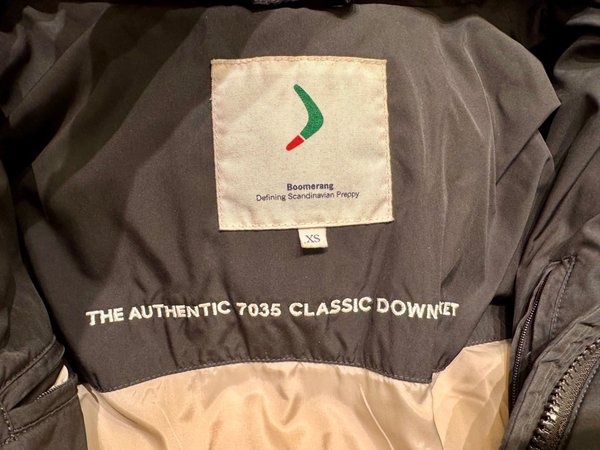 Boomerang
Defining Scandinavian Preppy
XS
THE AUTHENTIC 7035 CLASSIC DOWN